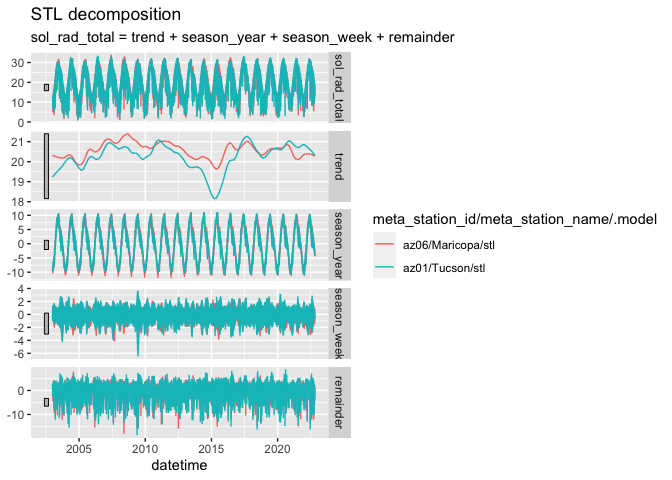 STL decomposition
sol_rad_total = trend + season_year + season_week + remainder
30
20
10
0
sol_rad_total
21
20
19
18
trend
10
5
0
-5
-10
season_year
4
2
0
-2
-4
-6
season_week
0
-10
remainder
2005 2010 2015 2020
datetime
meta_station_id/meta_station_name/.model
az06/Maricopa/stl
az01/Tucson/stl